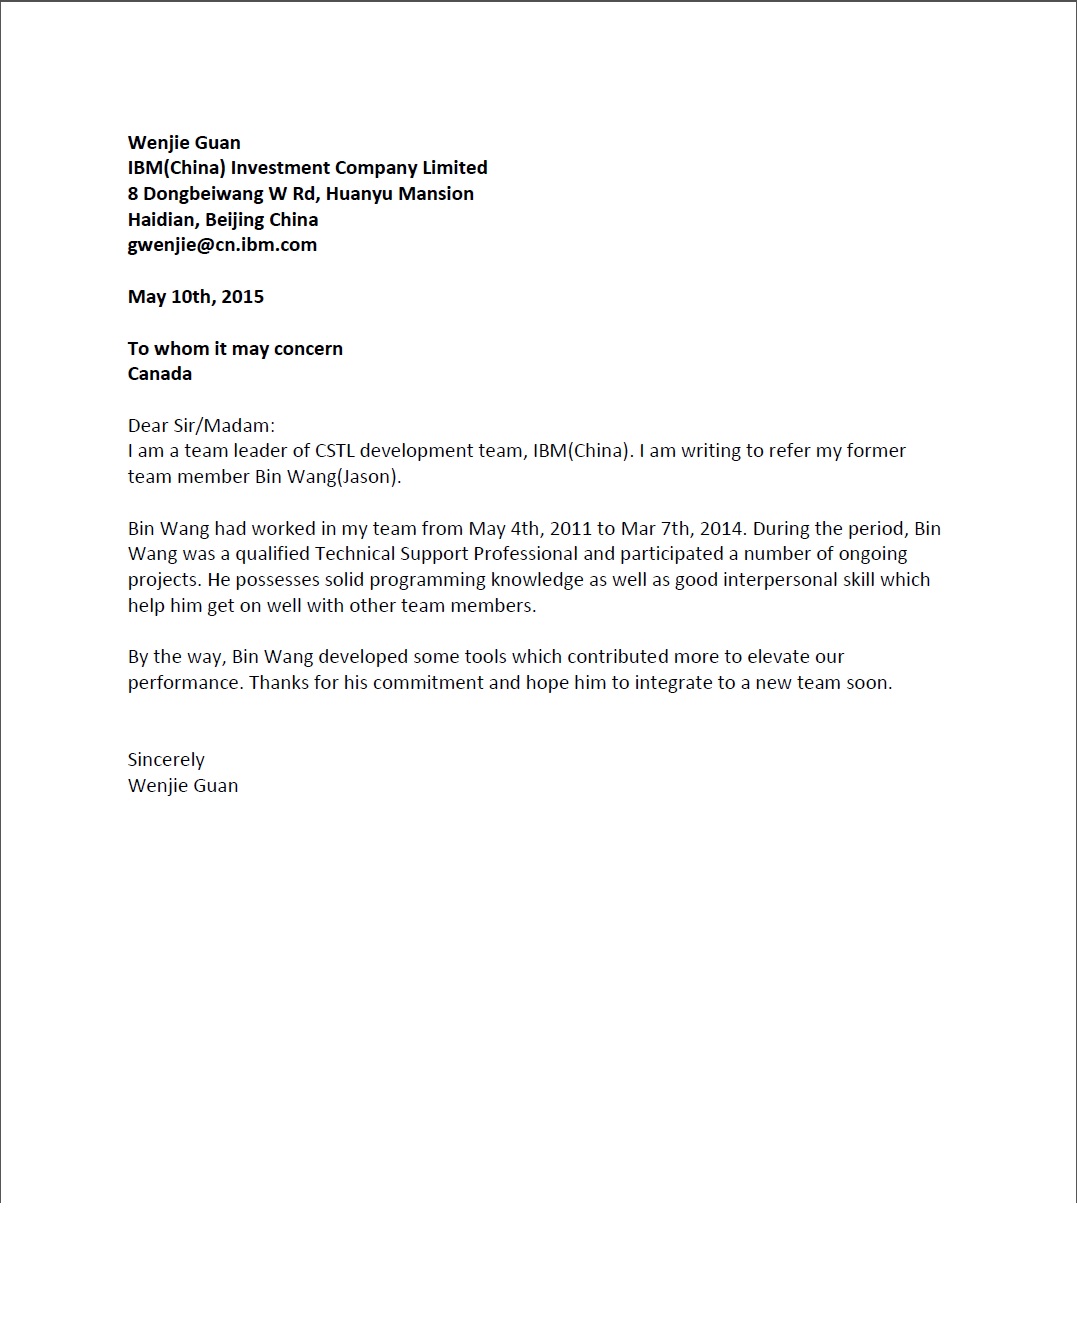 Wenjie Guan
IBM(China) Investment Company Limited
8 Dongbeiwang W Rd, Huanyu Mansion
Haidian, Beijing China
gwenjie@cn.ibm.com
May 10th, 2015
To whom it may concern
Canada
Dear Sir/Madam:
I am a team leader of CSTL development team, IBM(China). I am writing to refer my former
team member Bin Wang(Jason).
Bin Wang had worked in my team from May 4th, 2011 to Mar 7th, 2014. During the period, Bin
Wang was a qualified Technical Support Professional and participated a number of ongoing
projects. He possesses solid programming knowledge as well as good interpersonal skill which
help him get on well with other team members.
By the way, Bin Wang developed some tools which contributed more to elevate our
performance. Thanks for his commitment and hope him to integrate to a new team soon.
Sincerely
Wenjie Guan